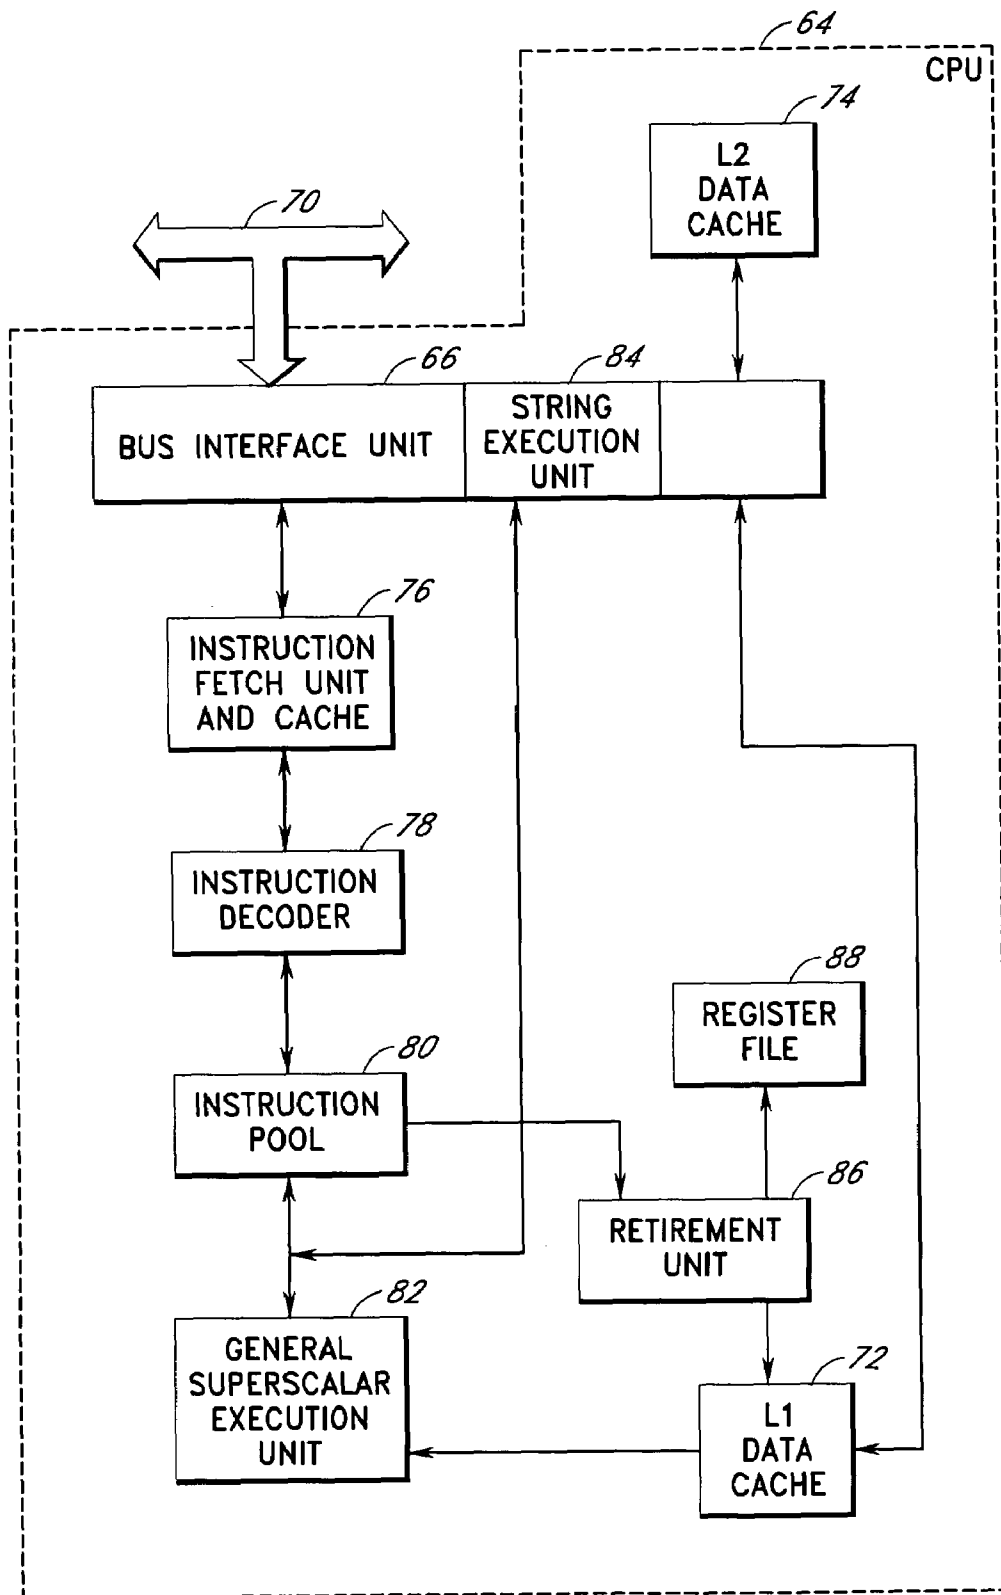 64
CPU
74
L2
DATA
CACHE
70
66
84
BUS INTERFACE UNIT
STRING
EXECUTION
UNIT
76
INSTRUCTION
FETCH UNIT
AND CACHE
78
INSTRUCTION
DECODER
88
REGISTER
FILE
80
INSTRUCTION
POOL
86
RETIREMENT
UNIT
82
GENERAL
SUPERSCALAR
EXECUTION
UNIT
72
L1
DATA
CACHE